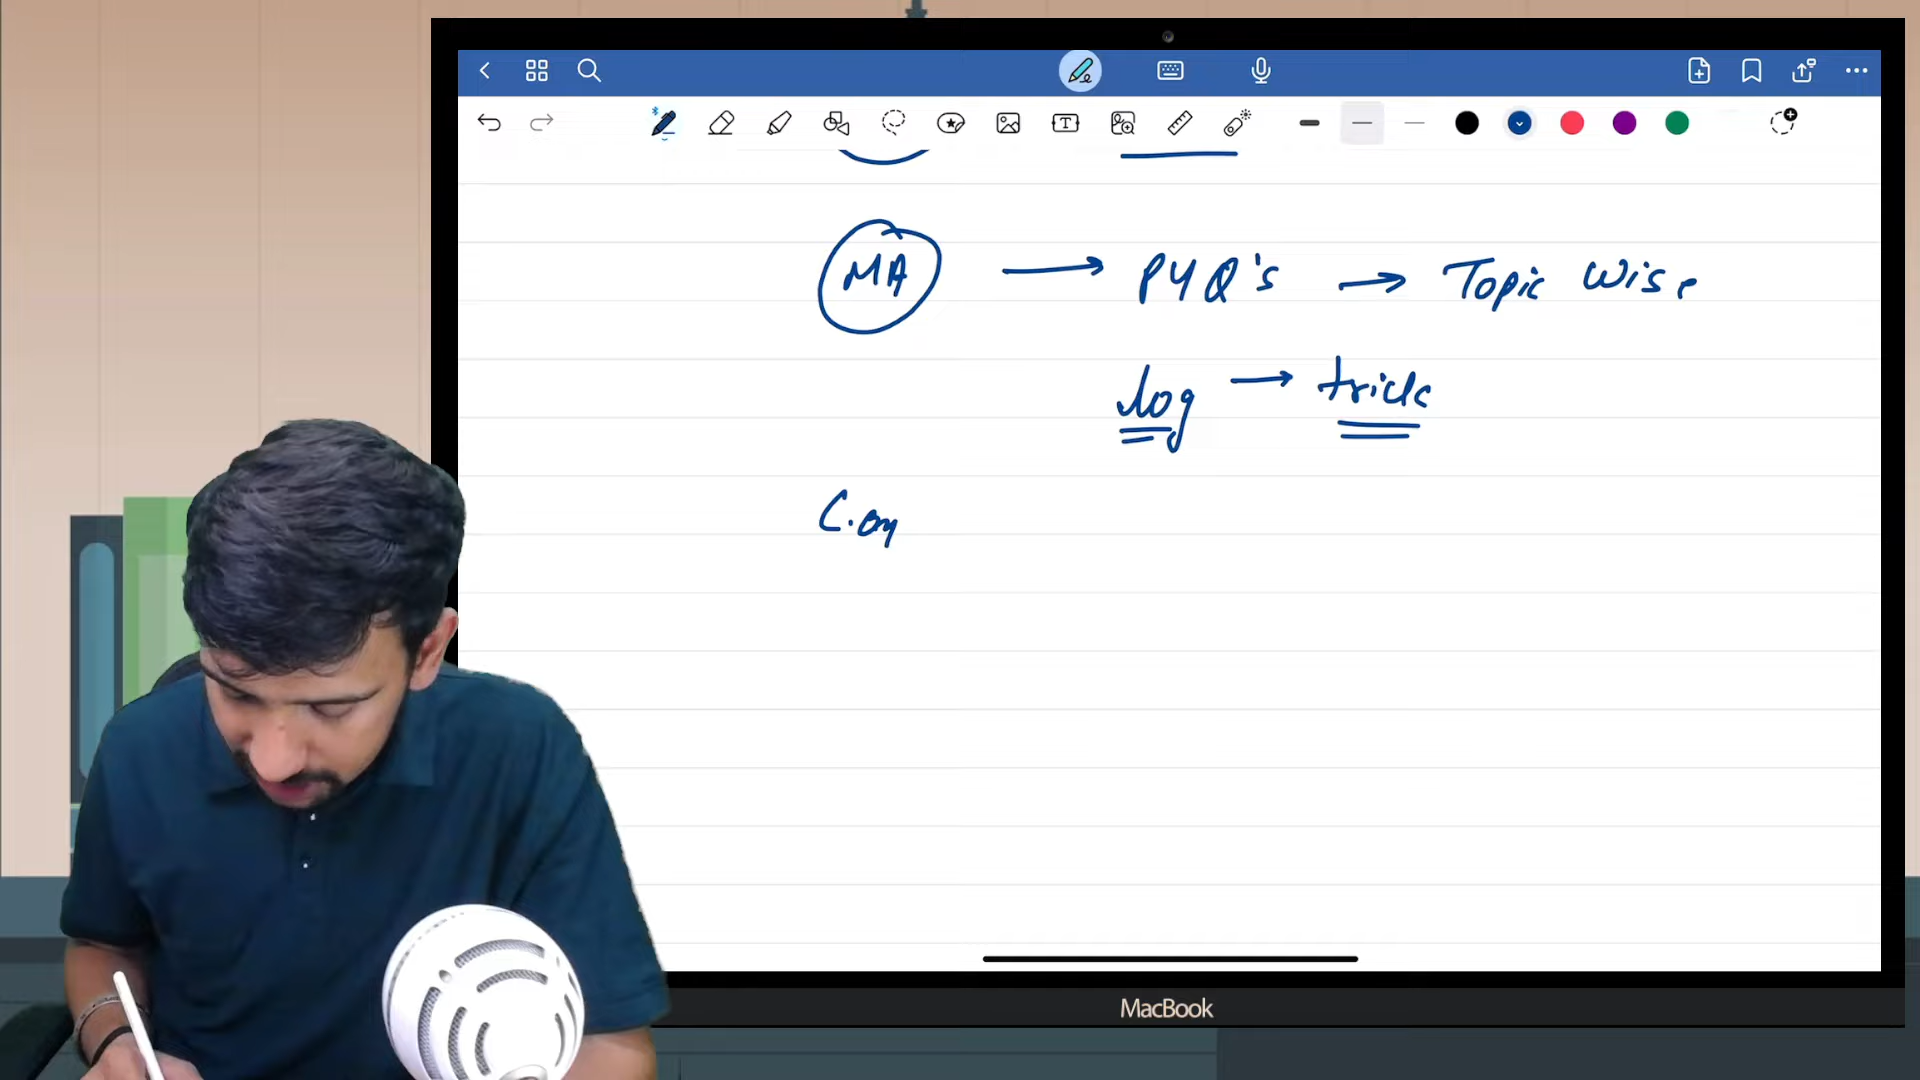 MA → PYQ's → Topic Wise
log → trick
C.om
MacBook